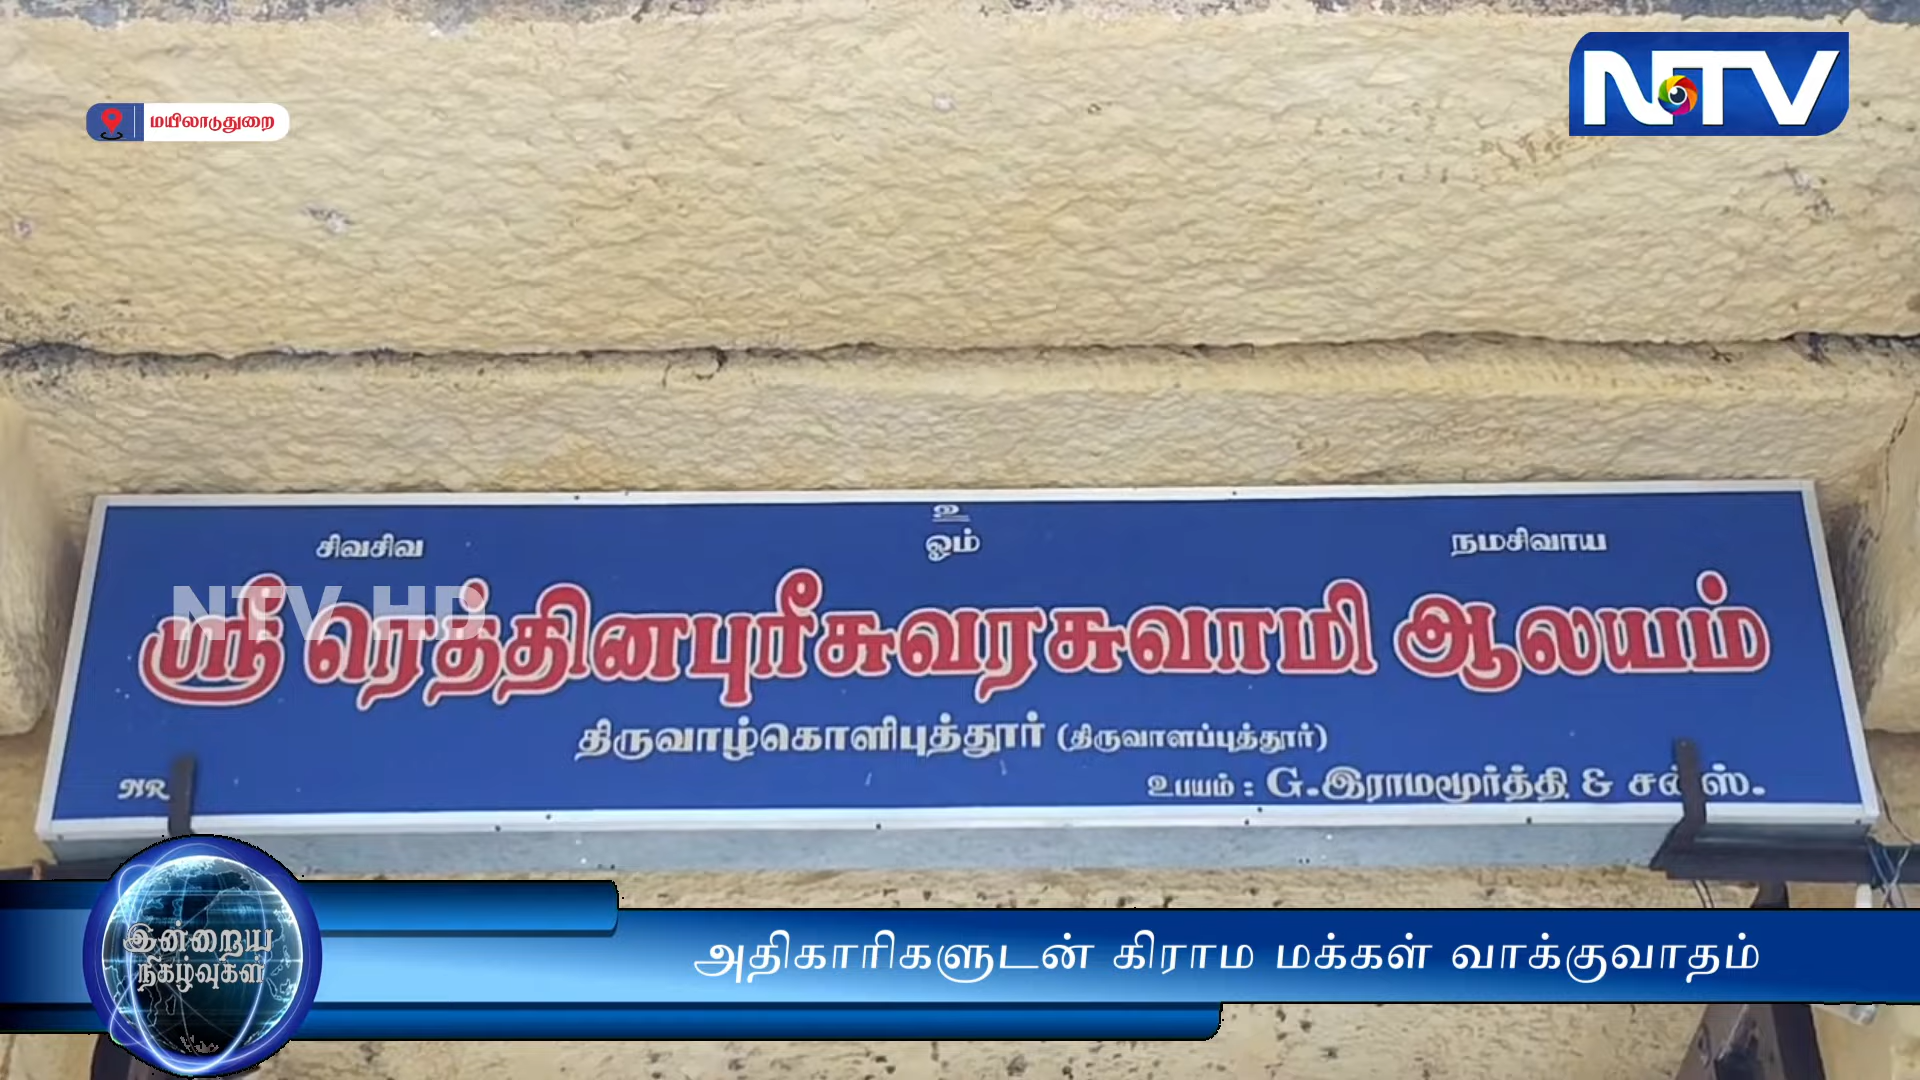 NTV
மயிலாடுதுறை
உ
சிவசிவ ஓம் நமசிவாய
NTV HD
ஸ்ரீ ரெத்தினபுரீசுவரசுவாமி ஆலயம்
திருவாழ்கொளிபுத்தூர் (திருவாளப்புத்தூர்)
உபயம் : G.இராமமூர்த்தி & சன்ஸ்.
அதிகாரிகளுடன் கிராம மக்கள் வாக்குவாதம்
இன்றைய
நிகழ்வுகள்